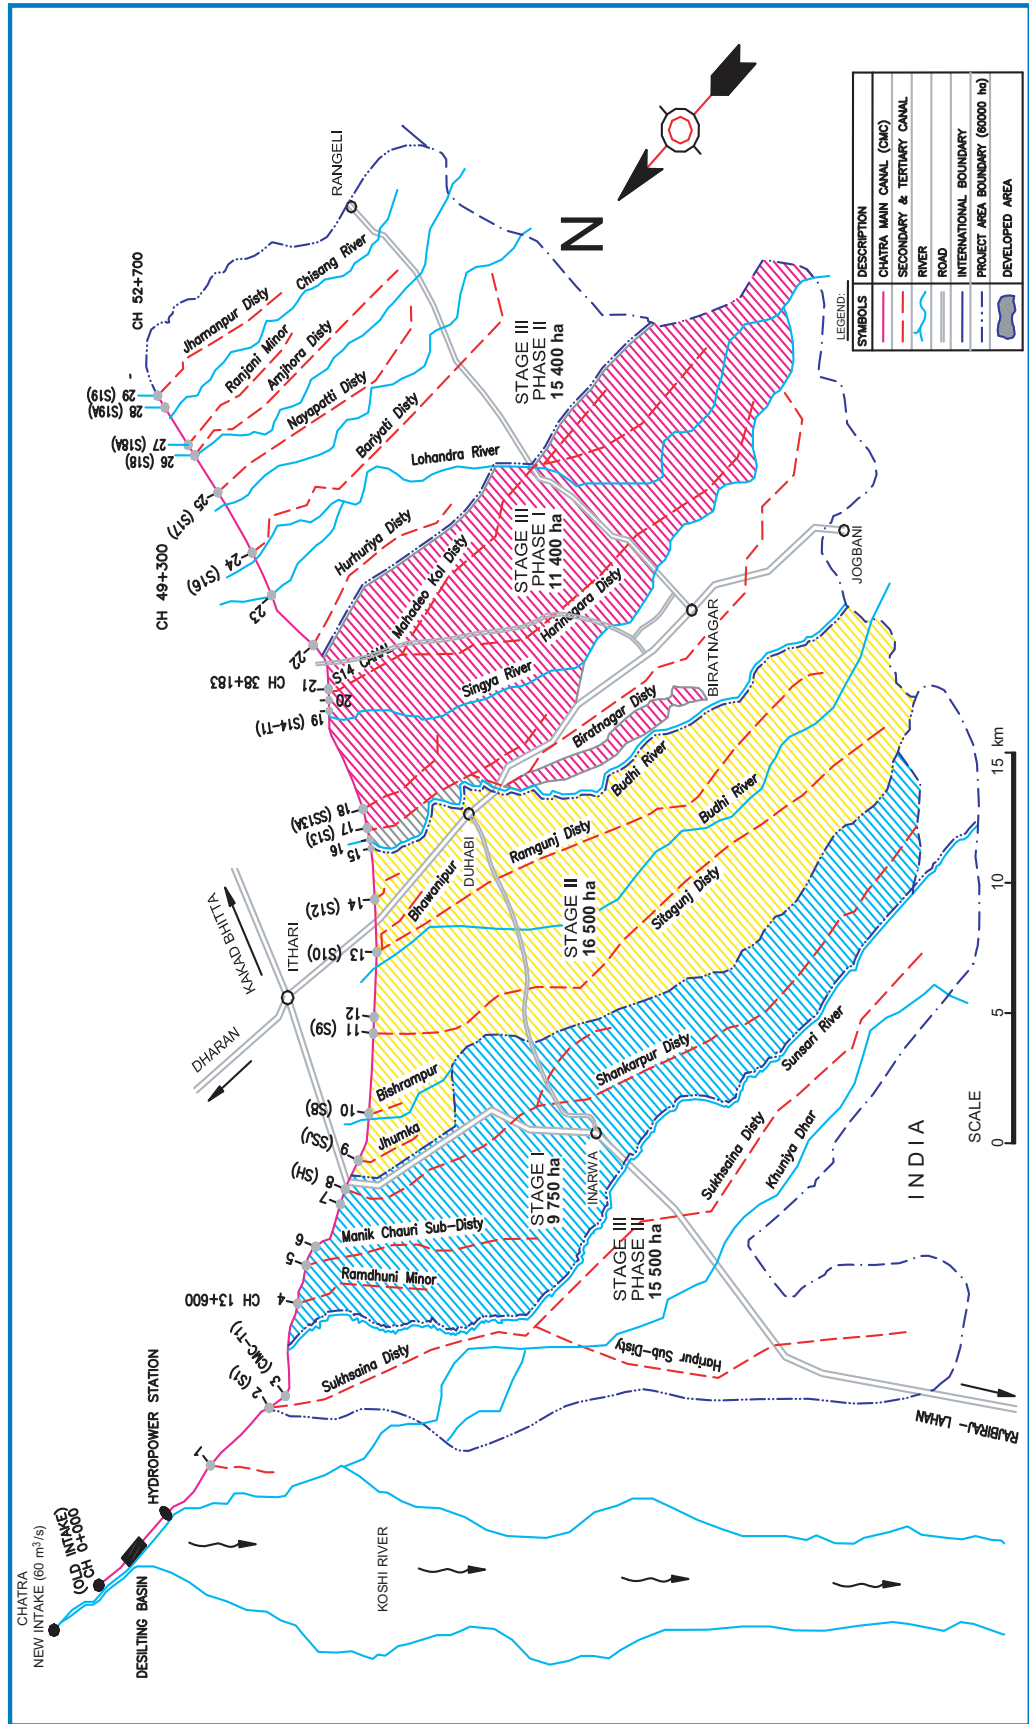 CHATRA
NEW INTAKE (60 m³/s)
(OLD INTAKE)
CH 0+000
DESILTING BASIN
HYDROPOWER STATION
KOSHI RIVER
1
2 (S1)
3 (CMC-T1)
4
CH 13+600
5
6
7
8 (SH)
9 (SSJ)
10 (S8)
11 (S9)
12
13 (S10)
14 (S12)
15
16
17 (S13)
18 (SS13A)
19 (S14-T1)
20
21
CH 38+183
22
23
24 (S16)
CH 49+300
25 (S17)
26 (S18)
27 (S18A)
28 (S19A)
29 (S19)
-
CH 52+700
DHARAN
KAKAD BHITTA
ITHARI
DUHABI
INARWA
BIRATNAGAR
JOGBANI
RANGELI
RAJBIRAJ- LAHAN
Sukhsaina Disty
Ramdhuni Minor
Manik Chauri Sub-Disty
Jhumka
Bishrampur
Haripur Sub-Disty
STAGE I
9 750 ha
STAGE III
PHASE III
15 500 ha
Shankarpur Disty
Sukhsaina Disty
Khuniya Dhar
Sunsari River
STAGE II
16 500 ha
Sitagunj Disty
Bhawanipur
Ramgunj Disty
Budhi River
Budhi River
Biratnagar Disty
Singya River
S14 CANAL
Mahadeo Kol Disty
Harinagara Disty
STAGE III
PHASE I
11 400 ha
Hurhuriya Disty
Lohandra River
Bariyati Disty
Nayapatti Disty
Amjhora Disty
Ranjani Minor
Jhamanpur Disty
Chisang River
STAGE III
PHASE II
15 400 ha
N
INDIA
SCALE
0 5 10 15 km
LEGEND:
SYMBOLS DESCRIPTION
CHATRA MAIN CANAL (CMC)
SECONDARY & TERTIARY CANAL
RIVER
ROAD
INTERNATIONAL BOUNDARY
PROJECT AREA BOUNDARY (60000 ha)
DEVELOPED AREA